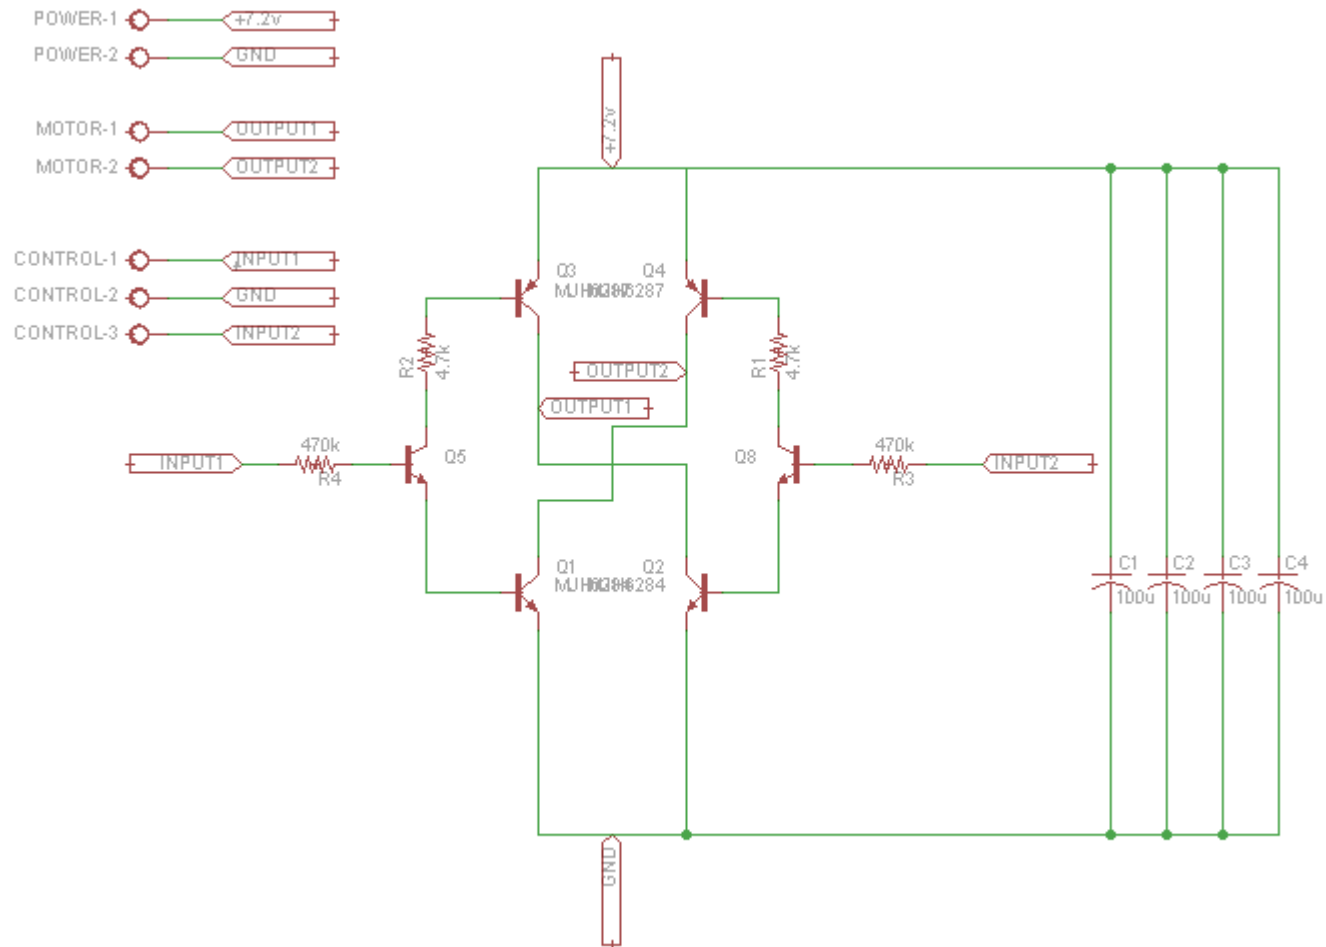 POWER-1 +7.2v
POWER-2 GND
MOTOR-1 OUTPUT1
MOTOR-2 OUTPUT2
CONTROL-1 INPUT1
CONTROL-2 GND
CONTROL-3 INPUT2
+7.2v
Q3 Q4
R2 4.7k
R1 4.7k
OUTPUT2
OUTPUT1
INPUT1
470k
R4
Q5
Q8
470k
R3
INPUT2
Q1 Q2
C1 C2 C3 C4
100u 100u 100u 100u
GND